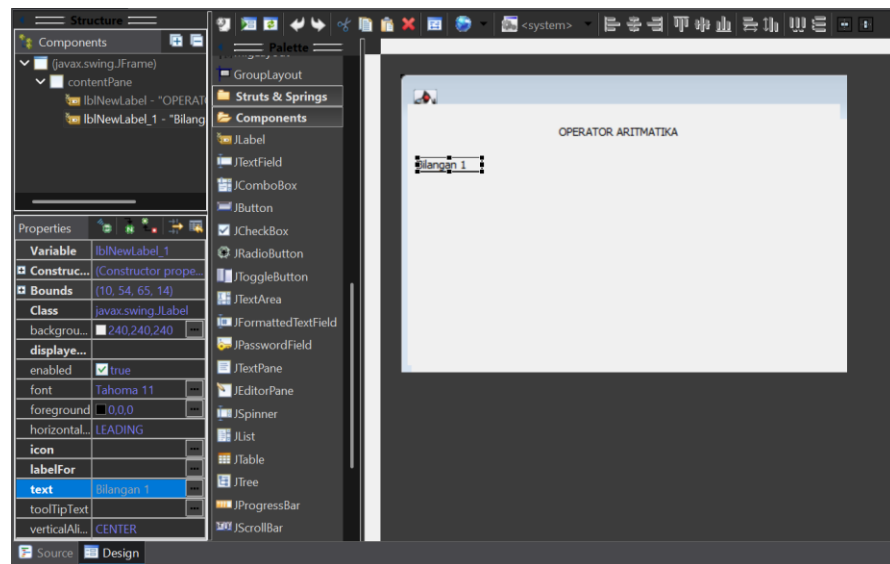 Structure
Components
(javax.swing.JFrame)
contentPane
lblNewLabel - "OPERAT
lblNewLabel_1 - "Bilang
Properties
Variable lblNewLabel_1
Construc... (Constructor prope...
Bounds (10, 54, 65, 14)
Class javax.swing.JLabel
backgrou... 240,240,240
displaye...
enabled true
font Tahoma 11
foreground 0,0,0
horizontal... LEADING
icon
labelFor
text Bilangan 1
toolTipText
verticalAli... CENTER
Source Design
<system>
Palette
GroupLayout
Struts & Springs
Components
JLabel
JTextField
JComboBox
JButton
JCheckBox
JRadioButton
JToggleButton
JTextArea
JFormattedTextField
JPasswordField
JTextPane
JEditorPane
JSpinner
JList
JTable
JTree
JProgressBar
JScrollBar
OPERATOR ARITMATIKA
Bilangan 1